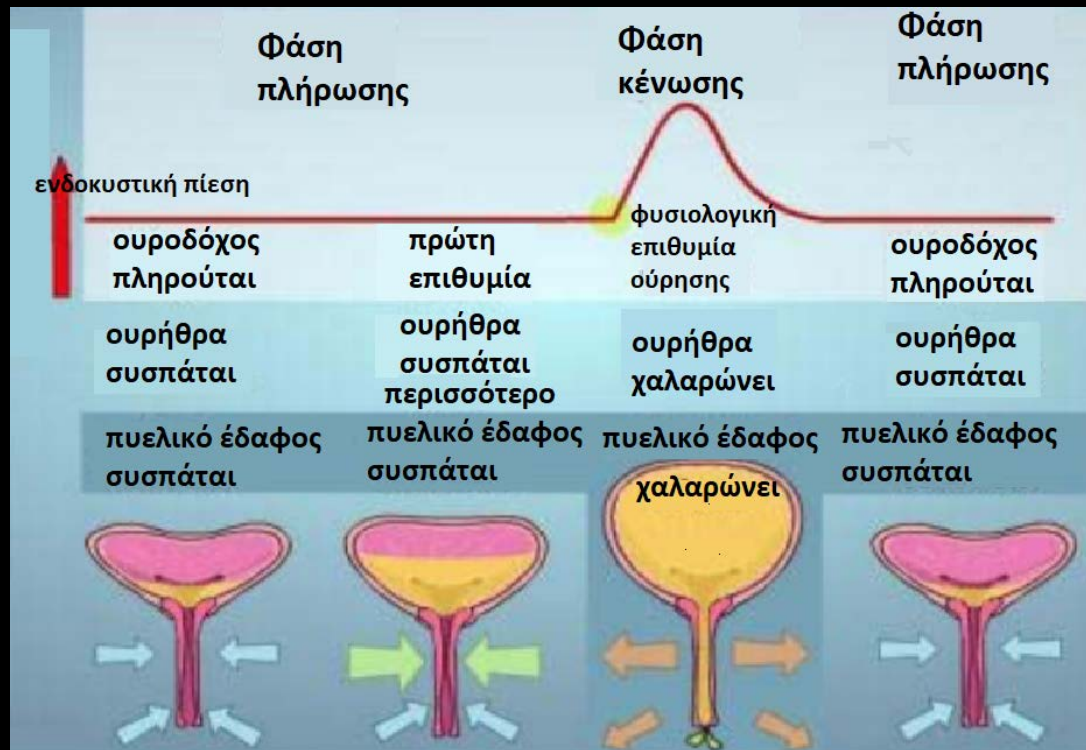 Φάση
πλήρωσης
Φάση
κένωσης
Φάση
πλήρωσης
ενδοκυστική πίεση
ουροδόχος
πληρούται
πρώτη
επιθυμία
φυσιολογική
επιθυμία
ούρησης
ουροδόχος
πληρούται
ουρήθρα
συσπάται
ουρήθρα
συσπάται
περισσότερο
ουρήθρα
χαλαρώνει
ουρήθρα
συσπάται
πυελικό έδαφος
συσπάται
πυελικό έδαφος
συσπάται
πυελικό έδαφος
χαλαρώνει
πυελικό έδαφος
συσπάται